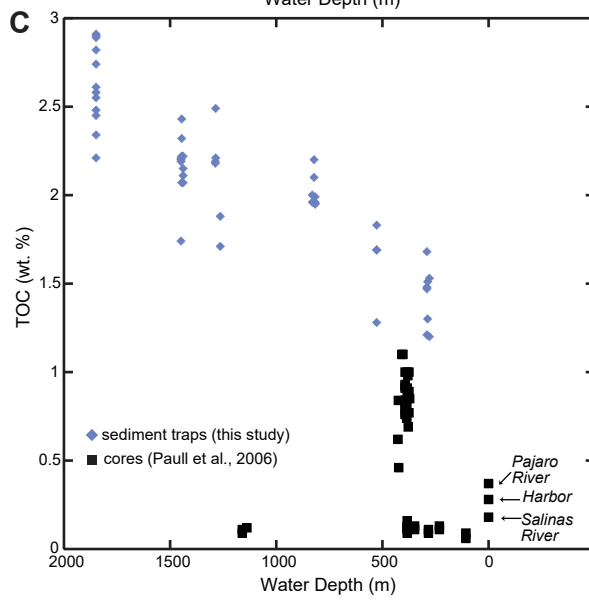 Water Depth (m)
C
3
2.5
2
1.5
1
0.5
0
TOC (wt. %)
sediment traps (this study)
cores (Paull et al., 2006)
Pajaro
River
Harbor
Salinas
River
2000 1500 1000 500 0
Water Depth (m)